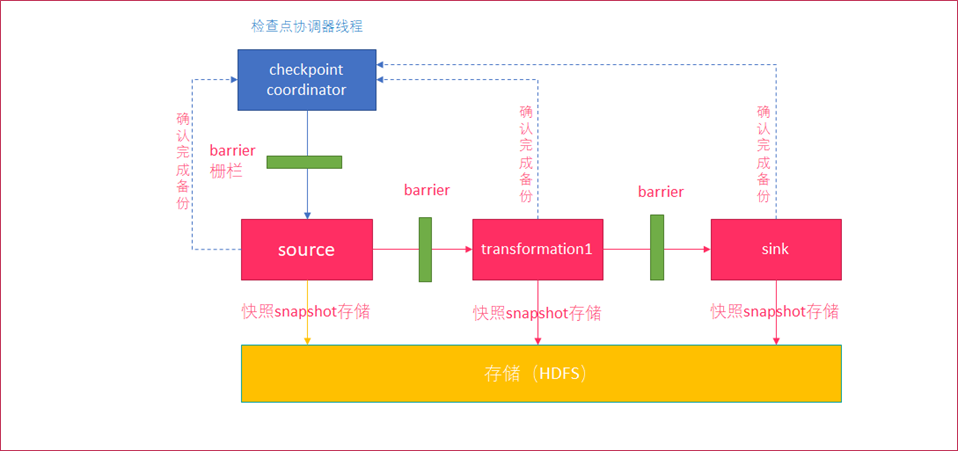 检查点协调器线程
checkpoint
coordinator
确认完成备份
barrier
栅栏
确认完成备份
确认完成备份
barrier
barrier
source
transformation1
sink
快照snapshot存储
快照snapshot存储
快照snapshot存储
存储（HDFS）